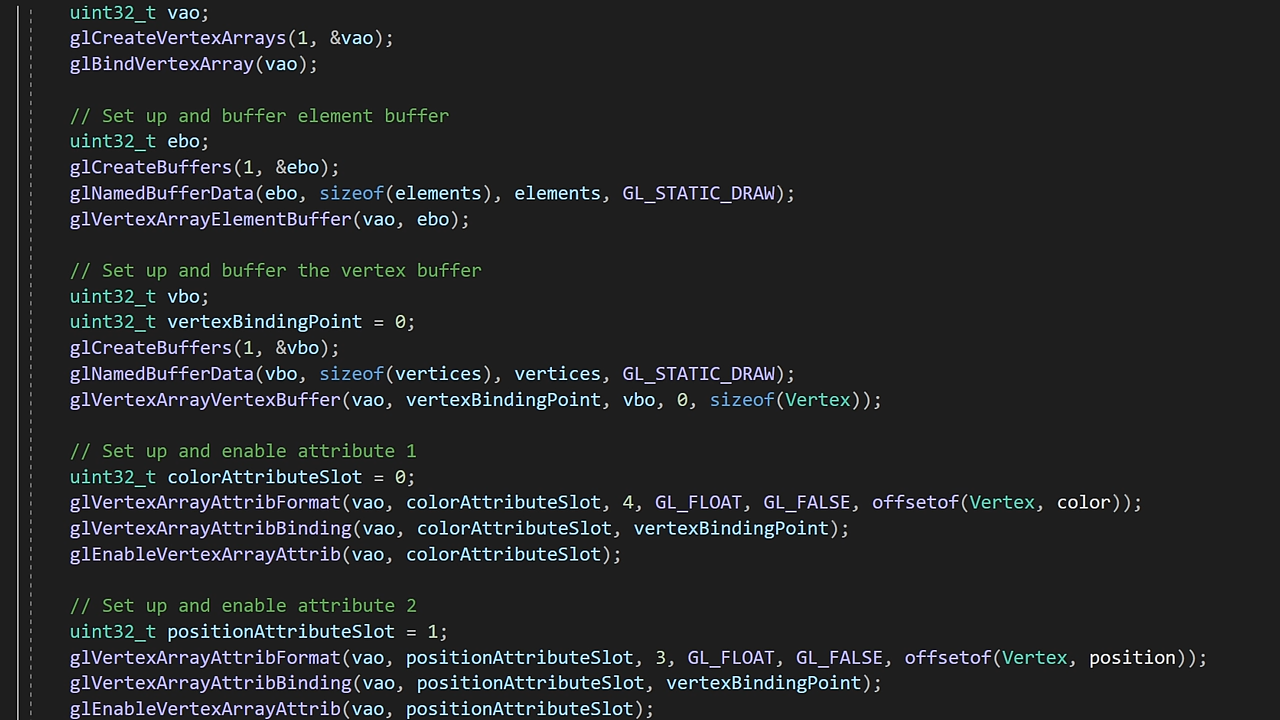 uint32_t vao;
glCreateVertexArrays(1, &vao);
glBindVertexArray(vao);
// Set up and buffer element buffer
uint32_t ebo;
glCreateBuffers(1, &ebo);
glNamedBufferData(ebo, sizeof(elements), elements, GL_STATIC_DRAW);
glVertexArrayElementBuffer(vao, ebo);
// Set up and buffer the vertex buffer
uint32_t vbo;
uint32_t vertexBindingPoint = 0;
glCreateBuffers(1, &vbo);
glNamedBufferData(vbo, sizeof(vertices), vertices, GL_STATIC_DRAW);
glVertexArrayVertexBuffer(vao, vertexBindingPoint, vbo, 0, sizeof(Vertex));
// Set up and enable attribute 1
uint32_t colorAttributeSlot = 0;
glVertexArrayAttribFormat(vao, colorAttributeSlot, 4, GL_FLOAT, GL_FALSE, offsetof(Vertex, color));
glVertexArrayAttribBinding(vao, colorAttributeSlot, vertexBindingPoint);
glEnableVertexArrayAttrib(vao, colorAttributeSlot);
// Set up and enable attribute 2
uint32_t positionAttributeSlot = 1;
glVertexArrayAttribFormat(vao, positionAttributeSlot, 3, GL_FLOAT, GL_FALSE, offsetof(Vertex, position));
glVertexArrayAttribBinding(vao, positionAttributeSlot, vertexBindingPoint);
glEnableVertexArrayAttrib(vao, positionAttributeSlot);